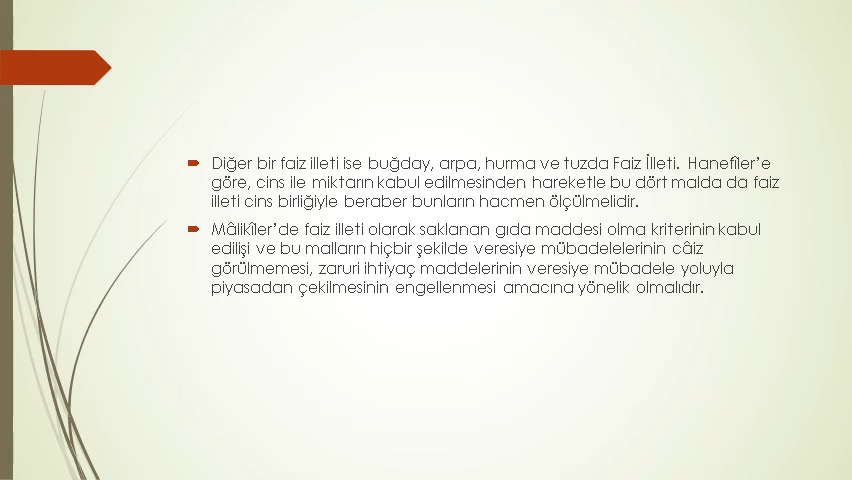 Diğer bir faiz illeti ise buğday, arpa, hurma ve tuzda Faiz İlleti. Hanefîler’e
göre, cins ile miktarın kabul edilmesinden hareketle bu dört malda da faiz
illeti cins birliğiyle beraber bunların hacmen ölçülmelidir.
Mâlikîler’de faiz illeti olarak saklanan gıda maddesi olma kriterinin kabul
edilişi ve bu malların hiçbir şekilde veresiye mübadelelerinin câiz
görülmemesi, zaruri ihtiyaç maddelerinin veresiye mübadele yoluyla
piyasadan çekilmesinin engellenmesi amacına yönelik olmalıdır.